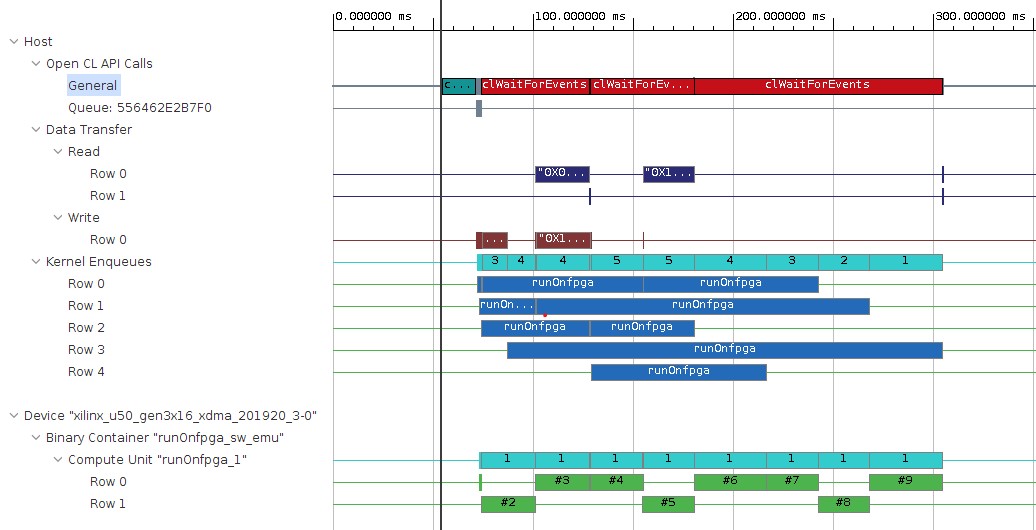 0.000000 ms 100.000000 ms 200.000000 ms 300.000000 ms
Host
Open CL API Calls
General c... clWaitForEvents clWaitForEv... clWaitForEvents
Queue: 556462E2B7F0
Data Transfer
Read
Row 0 "0X0... "0X1...
Row 1
Write
Row 0 ... "0X1...
Kernel Enqueues 3 4 4 5 5 4 3 2 1
Row 0 runOnfpga runOnfpga
Row 1 runOn... runOnfpga
Row 2 runOnfpga runOnfpga
Row 3 runOnfpga
Row 4 runOnfpga
Device "xilinx_u50_gen3x16_xdma_201920_3-0"
Binary Container "runOnfpga_sw_emu"
Compute Unit "runOnfpga_1" 1 1 1 1 1 1 1 1
Row 0 #3 #4 #6 #7 #9
Row 1 #2 #5 #8